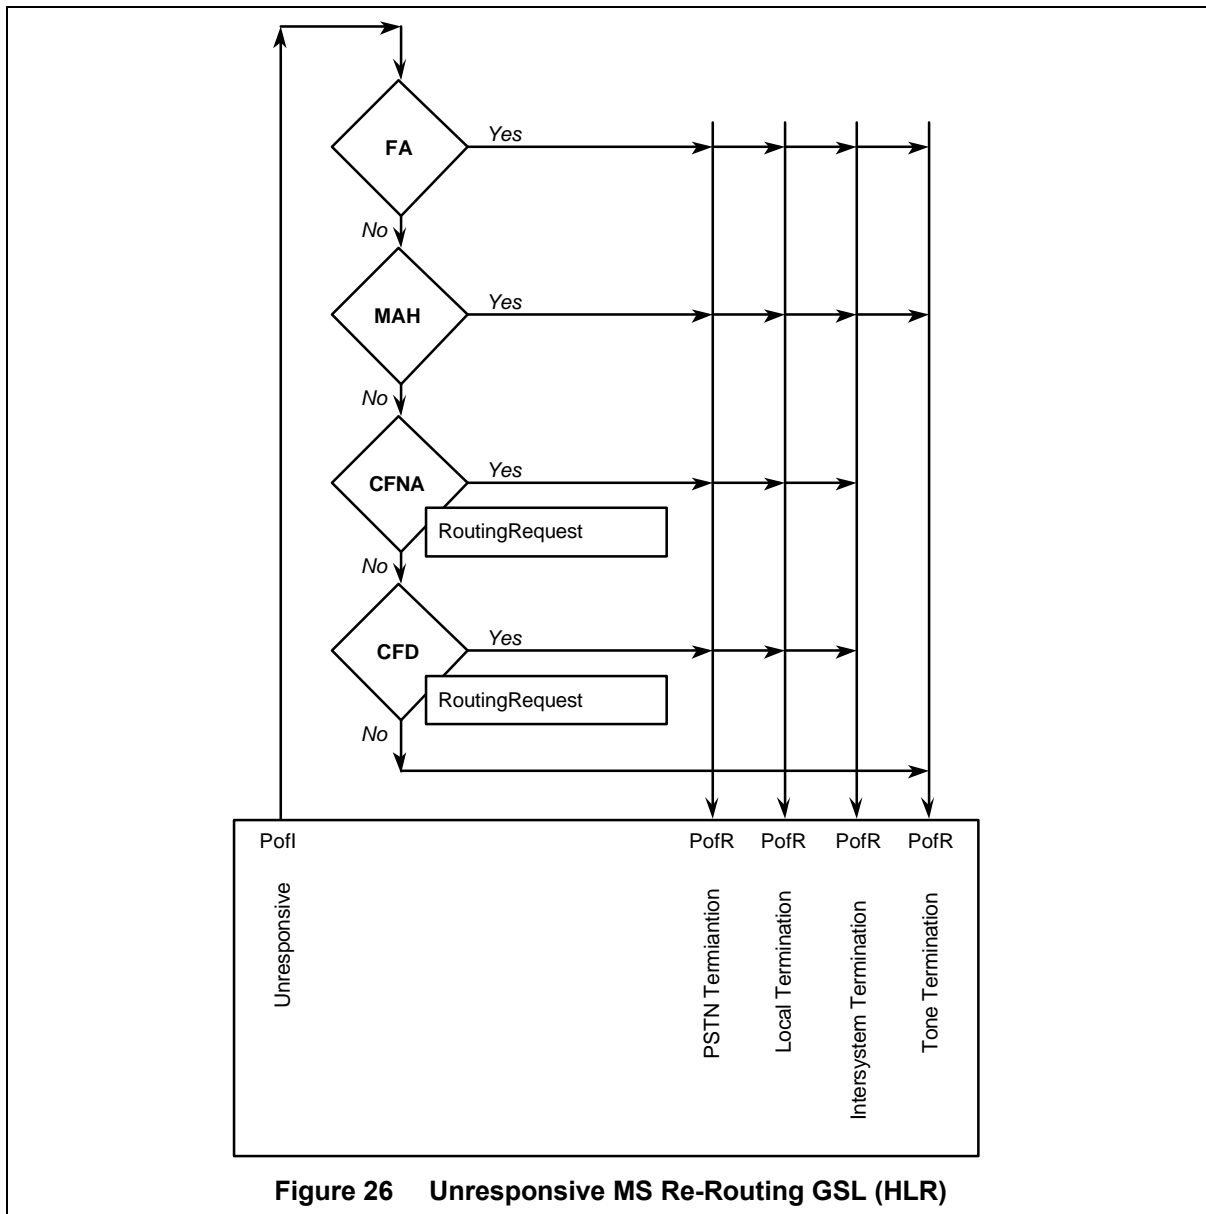 FA
Yes
No
MAH
Yes
No
CFNA
Yes
RoutingRequest
No
CFD
Yes
RoutingRequest
No
PofI
PofR
PofR
PofR
PofR
Unresponsive
PSTN Termiantion
Local Termination
Intersystem Termination
Tone Termination
Figure 26 Unresponsive MS Re-Routing GSL (HLR)